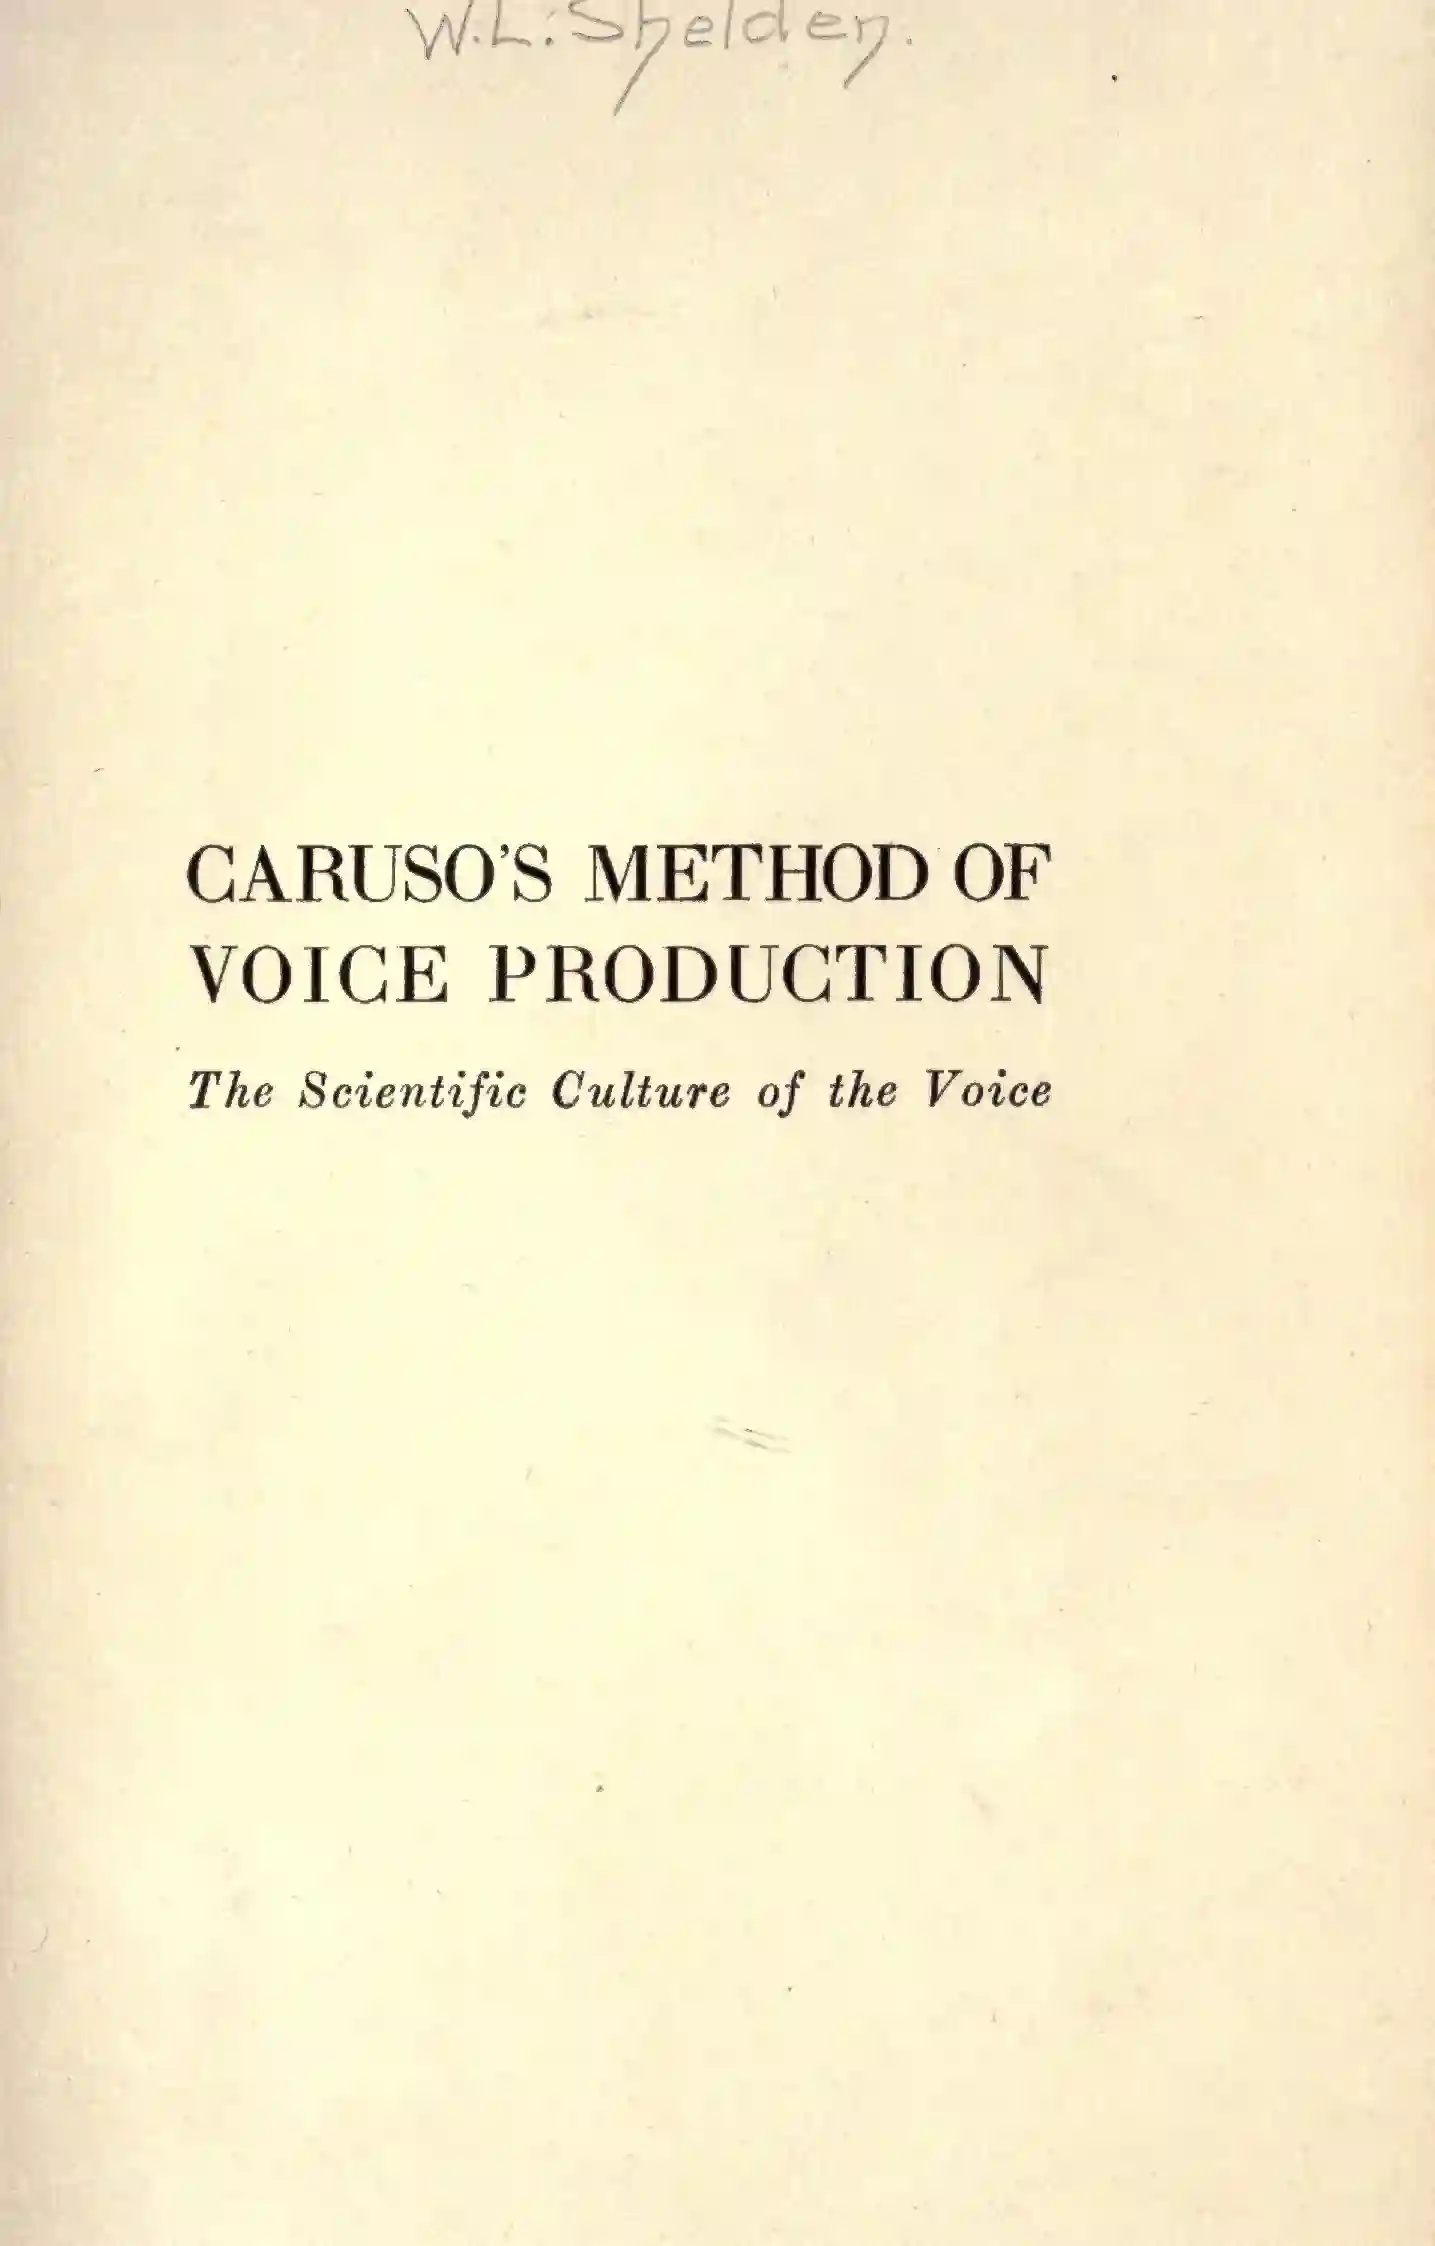 W.L. Shelden.
CARUSO'S METHOD OF
VOICE PRODUCTION
The Scientific Culture of the Voice